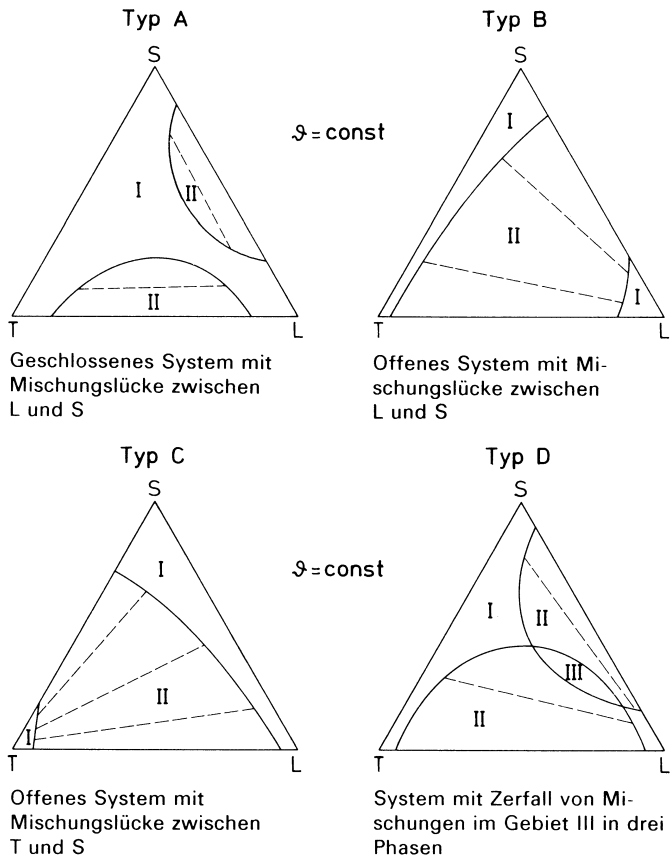 Typ A
S
I
II
II
T
L
Geschlossenes System mit
Mischungslücke zwischen
L und S
ϑ = const
Typ B
S
I
II
I
T
L
Offenes System mit Mi-
schungslücke zwischen
L und S
Typ C
S
I
II
I
T
L
Offenes System mit
Mischungslücke zwischen
T und S
ϑ = const
Typ D
S
I
II
III
II
T
L
System mit Zerfall von Mi-
schungen im Gebiet III in drei
Phasen